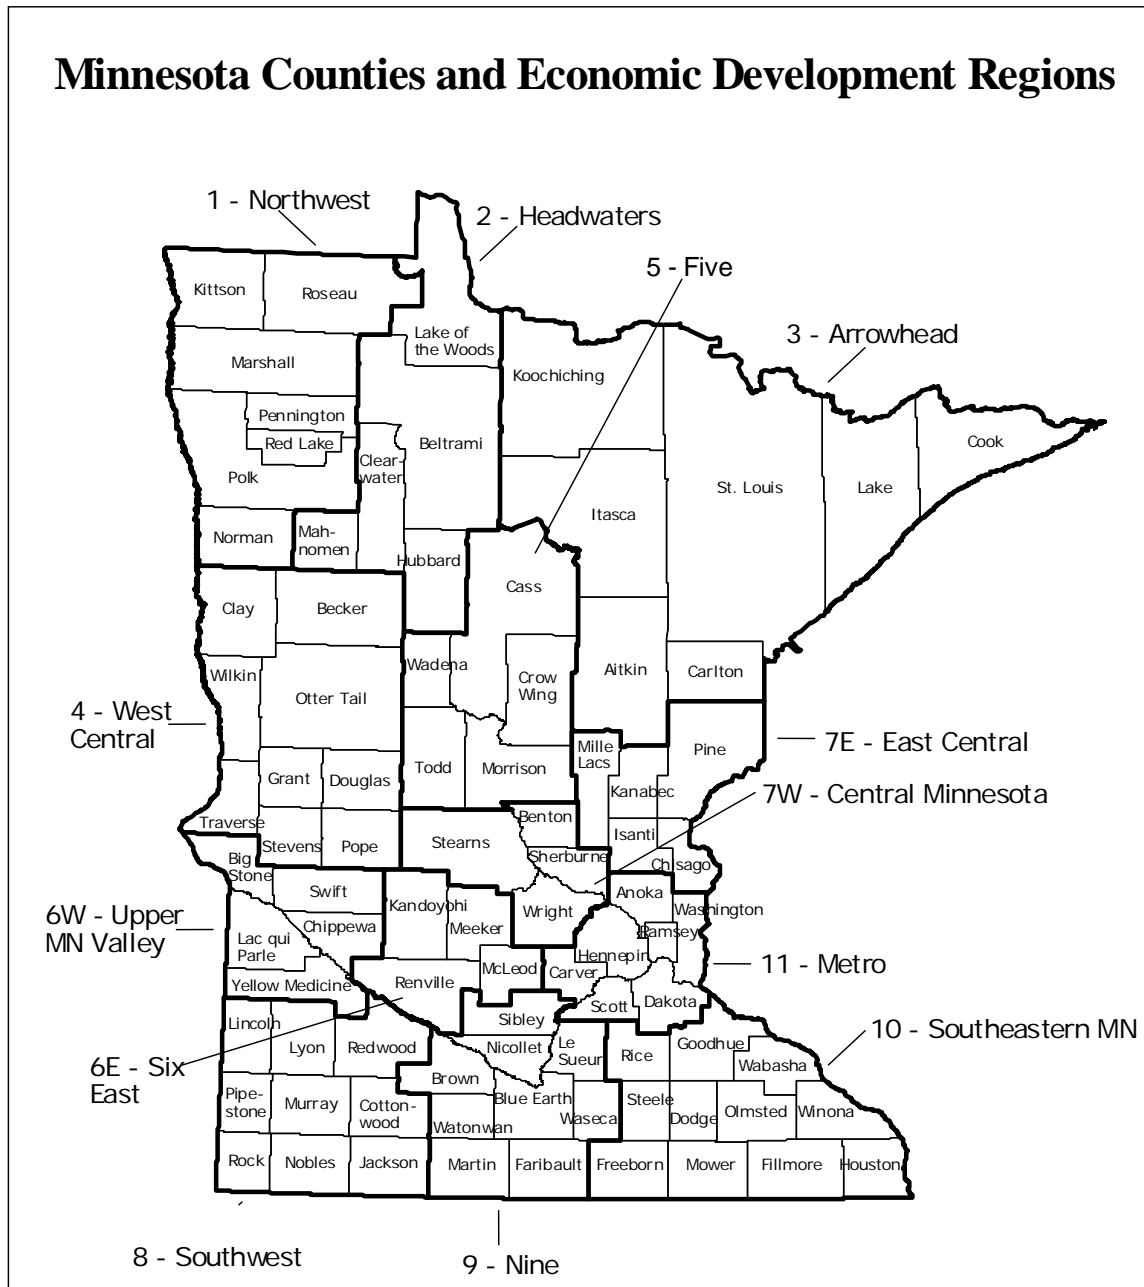 Minnesota Counties and Economic Development Regions
1 - Northwest
2 - Headwaters
5 - Five
3 - Arrowhead
Kittson
Roseau
Lake of
the Woods
Marshall
Koochiching
Pennington
Red Lake
Beltrami
Cook
Clear-
water
Polk
St. Louis
Lake
Itasca
Norman
Mah-
nomen
Hubbard
Cass
Clay
Becker
Wadena
Aitkin
Carlton
Wilkin
Crow
Wing
Otter Tail
4 - West
Central
7E - East Central
Mille
Lacs
Pine
Grant
Douglas
Todd
Morrison
Kanabec
7W - Central Minnesota
Traverse
Benton
Isanti
Stevens
Pope
Stearns
Sherburne
Chisago
Big
Stone
Swift
Anoka
Kandoyohi
Wright
Washington
6W - Upper
MN Valley
Chippewa
Meeker
Ramsey
Lac qui
Parle
Hennepin
11 - Metro
McLeod
Carver
Yellow Medicine
Renville
Scott
Dakota
Lincoln
Sibley
10 - Southeastern MN
Lyon
Redwood
Nicollet
Le
Sueur
Rice
Goodhue
Wabasha
6E - Six
East
Brown
Pipe-
stone
Murray
Cotton-
wood
Blue Earth
Waseca
Steele
Dodge
Olmsted
Winona
Watonwan
Rock
Nobles
Jackson
Martin
Faribault
Freeborn
Mower
Fillmore
Houston
8 - Southwest
9 - Nine